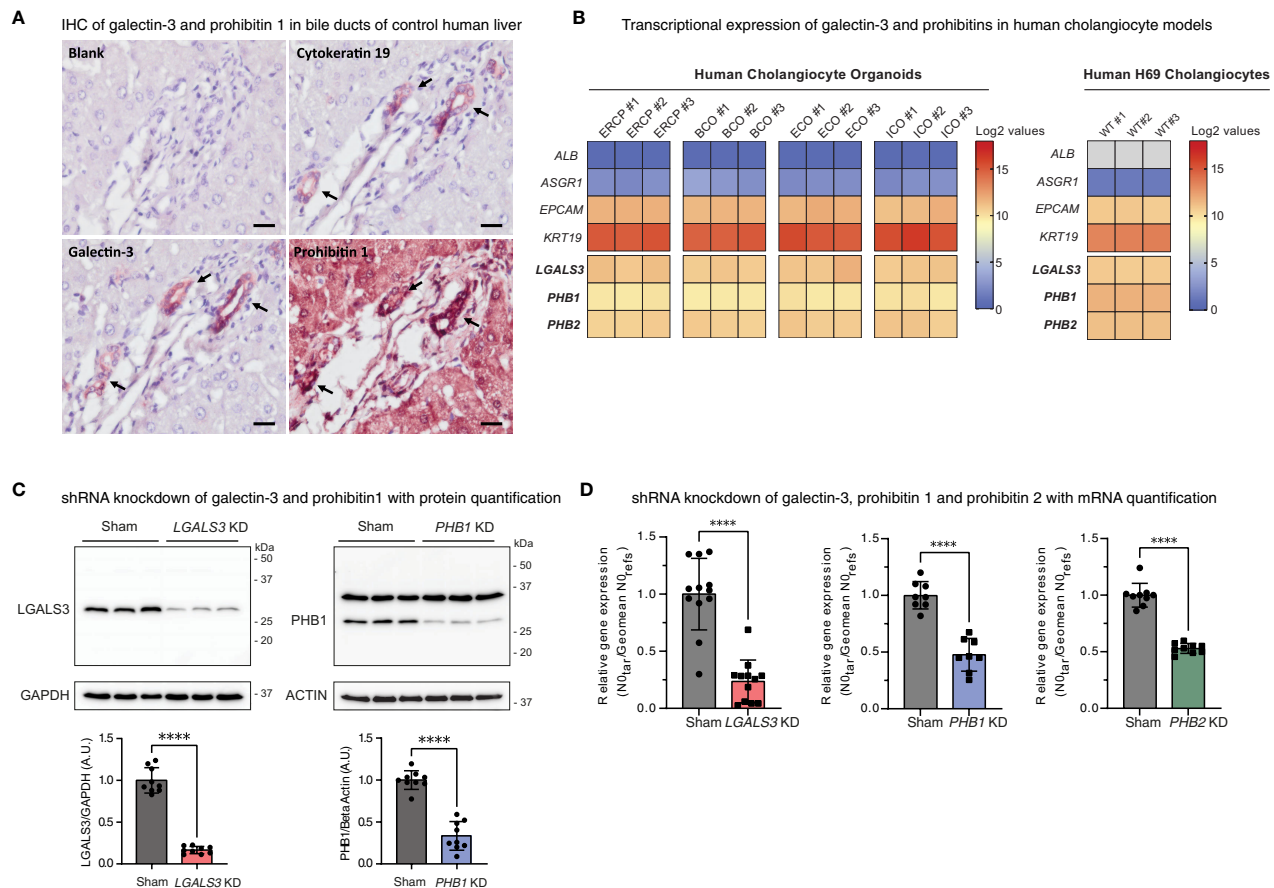 A
IHC of galectin-3 and prohibitin 1 in bile ducts of control human liver
Blank
Cytokeratin 19
Galectin-3
Prohibitin 1
B
Transcriptional expression of galectin-3 and prohibitins in human cholangiocyte models
Human Cholangiocyte Organoids
ERCP #1
ERCP #2
ERCP #3
BCO #1
BCO #2
BCO #3
ECO #1
ECO #2
ECO #3
ICO #1
ICO #2
ICO #3
ALB
ASGR1
EPCAM
KRT19
LGALS3
PHB1
PHB2
Log2 values
15
10
5
0
Human H69 Cholangiocytes
WT #1
WT#2
WT#3
ALB
ASGR1
EPCAM
KRT19
LGALS3
PHB1
PHB2
Log2 values
15
10
5
0
C
shRNA knockdown of galectin-3 and prohibitin1 with protein quantification
Sham
LGALS3 KD
kDa
- 50
- 37
- 25
- 20
LGALS3
GAPDH
- 37
Sham
PHB1 KD
kDa
- 50
- 37
- 25
- 20
PHB1
ACTIN
- 37
LGALS3/GAPDH (A.U.)
1.5
1.0
0.5
0.0
****
Sham
LGALS3 KD
PHB1/Beta Actin (A.U.)
1.5
1.0
0.5
0.0
****
Sham
PHB1 KD
D
shRNA knockdown of galectin-3, prohibitin 1 and prohibitin 2 with mRNA quantification
Relative gene expression
(N0tar/Geomean N0refs)
1.5
1.0
0.5
0.0
****
Sham
LGALS3 KD
Relative gene expression
(N0tar/Geomean N0refs)
1.5
1.0
0.5
0.0
****
Sham
PHB1 KD
Relative gene expression
(N0tar/Geomean N0refs)
1.5
1.0
0.5
0.0
****
Sham
PHB2 KD